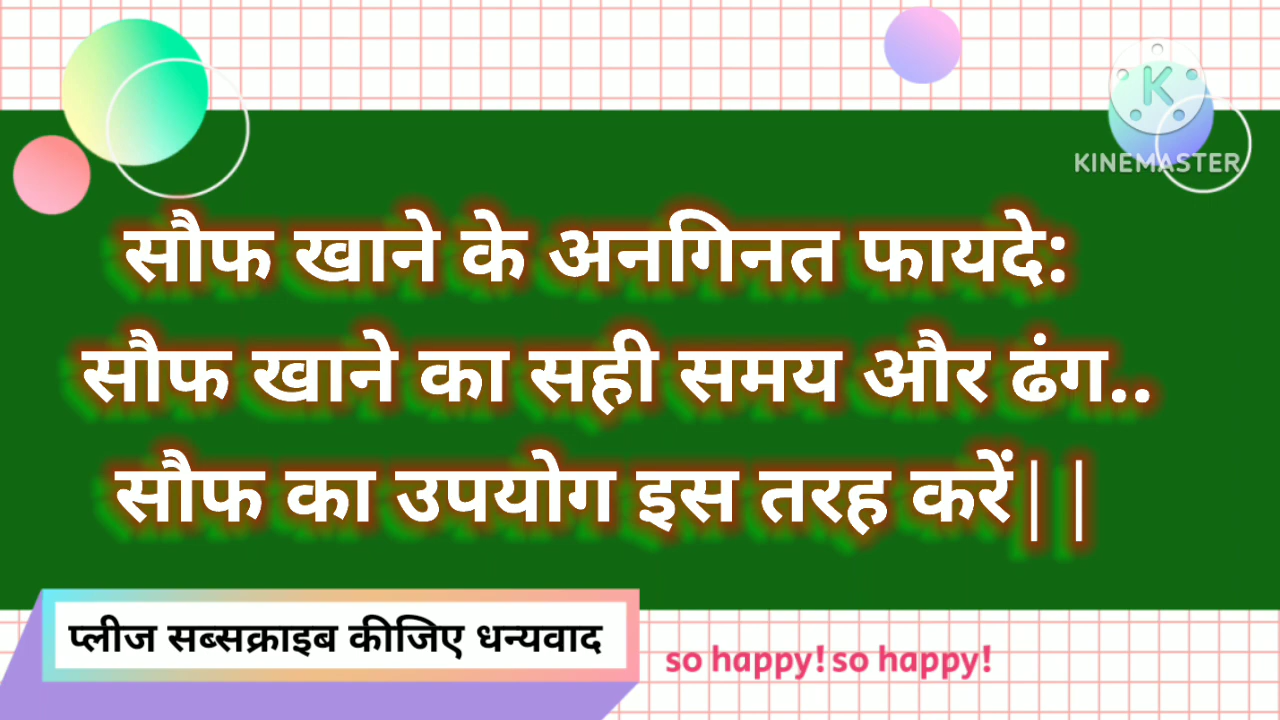 KINEMASTER
सौफ खाने के अनगिनत फायदे:
सौफ खाने का सही समय और ढंग..
सौफ का उपयोग इस तरह करें||
प्लीज सब्सक्राइब कीजिए धन्यवाद
so happy! so happy!